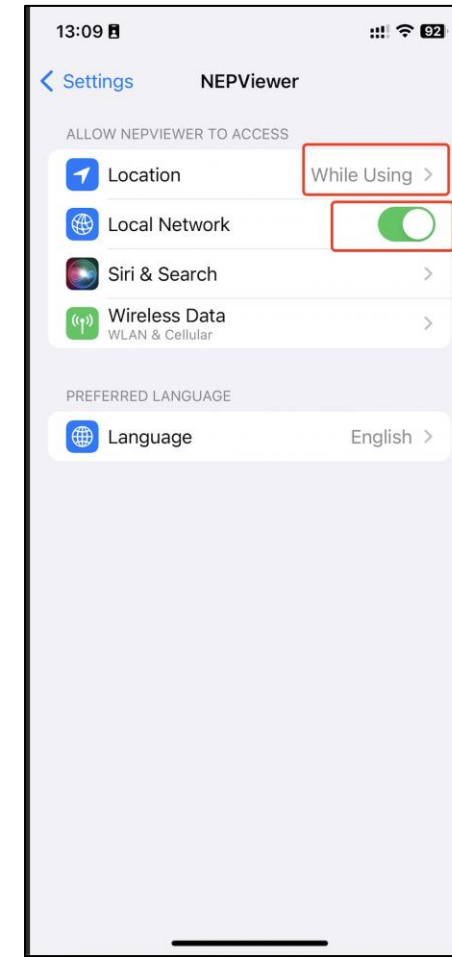 13:09
92
Settings
NEPViewer
ALLOW NEPVIEWER TO ACCESS
Location
While Using
Local Network
Siri & Search
Wireless Data
WLAN & Cellular
PREFERRED LANGUAGE
Language
English